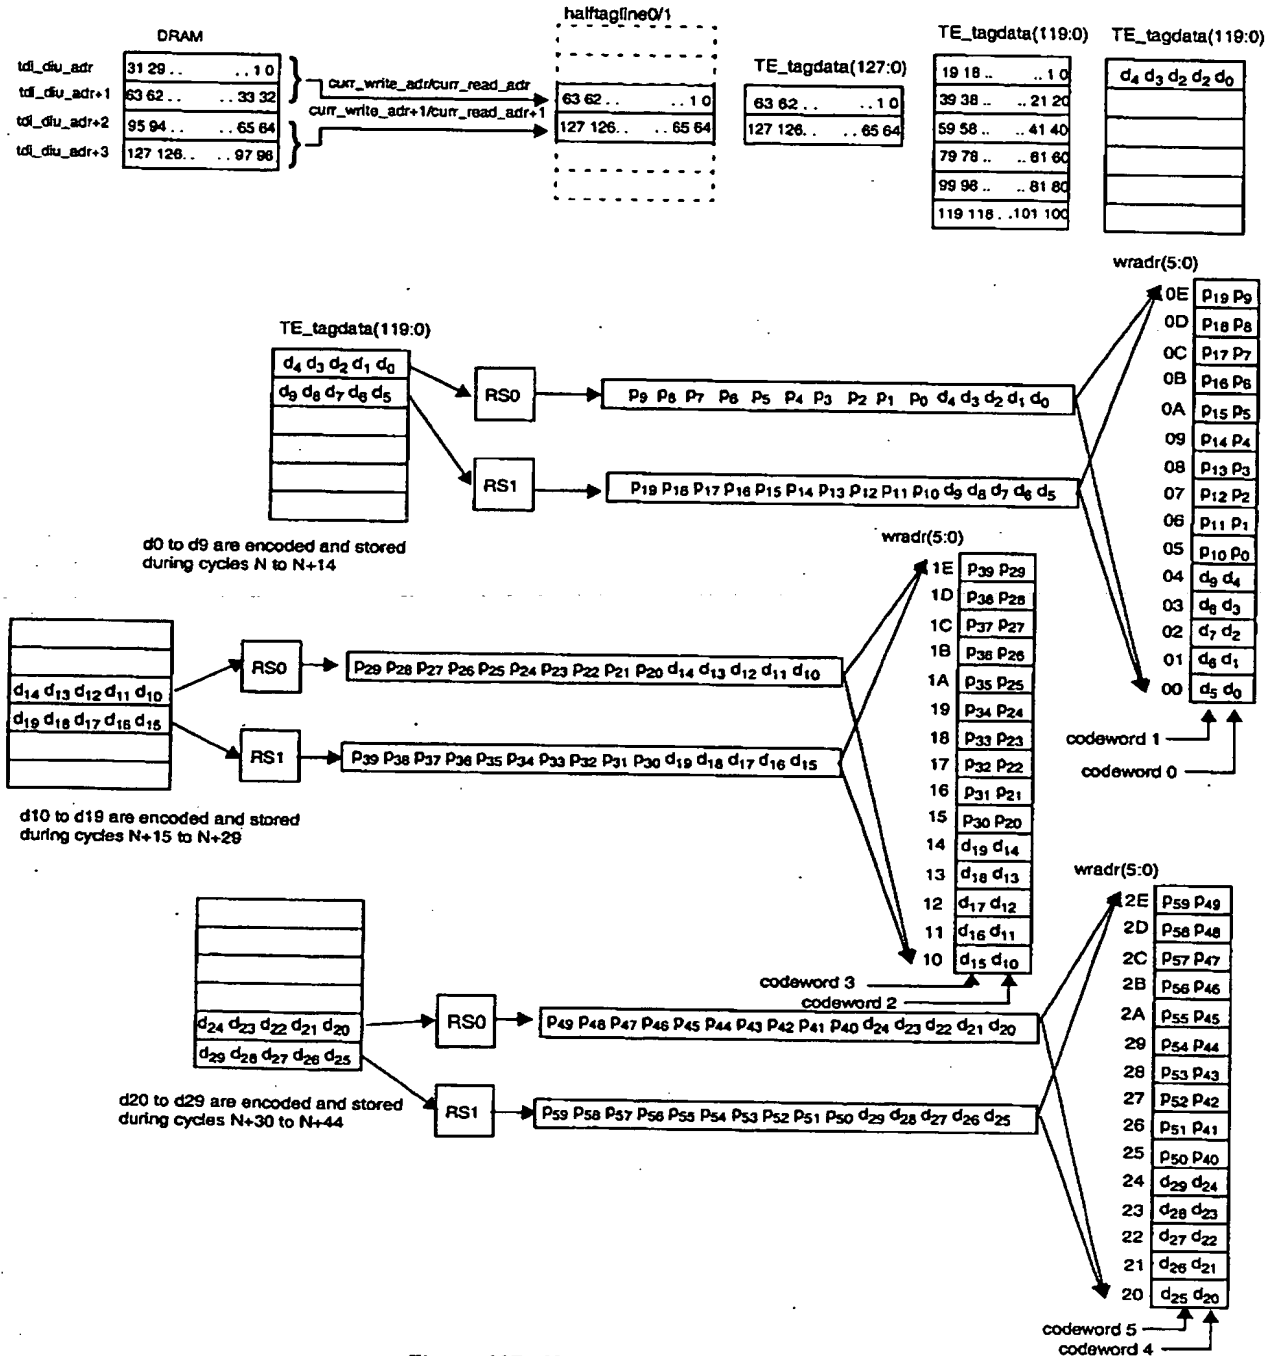 halftagline0/1
DRAM
TE_tagdata(119:0)
TE_tagdata(119:0)
TE_tagdata(127:0)
tdi_diu_adr
31 29 . . . . 1 0
tdi_diu_adr+1
63 62 . . . . 33 32
tdi_diu_adr+2
95 94 . . . . 65 64
tdi_diu_adr+3
127 126. . . . 97 96
curr_write_adr/curr_read_adr
curr_write_adr+1/curr_read_adr+1
63 62 . . . . 1 0
127 126. . . . 65 64
63 62 . . . . 1 0
127 126. . . . 65 64
19 18 .. .. 1 0
39 38 .. .. 21 20
59 58 .. .. 41 40
79 78 .. .. 61 60
99 98 .. .. 81 80
119 118 . .101 100
d4 d3 d2 d2 d0
TE_tagdata(119:0)
d4 d3 d2 d1 d0
d9 d8 d7 d6 d5
RS0
p9 p8 p7 p6 p5 p4 p3 p2 p1 p0 d4 d3 d2 d1 d0
RS1
p19 p18 p17 p16 p15 p14 p13 p12 p11 p10 d9 d8 d7 d6 d5
d0 to d9 are encoded and stored
during cycles N to N+14
wradr(5:0)
0E p19 p9
0D p18 p8
0C p17 p7
0B p16 p6
0A p15 p5
09 p14 p4
08 p13 p3
07 p12 p2
06 p11 p1
05 p10 p0
04 d9 d4
03 d8 d3
02 d7 d2
01 d6 d1
00 d5 d0
codeword 1
codeword 0
d14 d13 d12 d11 d10
d19 d18 d17 d16 d15
RS0
p29 p28 p27 p26 p25 p24 p23 p22 p21 p20 d14 d13 d12 d11 d10
RS1
p39 p38 p37 p36 p35 p34 p33 p32 p31 p30 d19 d18 d17 d16 d15
d10 to d19 are encoded and stored
during cycles N+15 to N+29
wradr(5:0)
1E p39 p29
1D p38 p28
1C p37 p27
1B p36 p26
1A p35 p25
19 p34 p24
18 p33 p23
17 p32 p22
16 p31 p21
15 p30 p20
14 d19 d14
13 d18 d13
12 d17 d12
11 d16 d11
10 d15 d10
codeword 3
codeword 2
d24 d23 d22 d21 d20
d29 d28 d27 d26 d25
RS0
p49 p48 p47 p46 p45 p44 p43 p42 p41 p40 d24 d23 d22 d21 d20
RS1
p59 p58 p57 p56 p55 p54 p53 p52 p51 p50 d29 d28 d27 d26 d25
d20 to d29 are encoded and stored
during cycles N+30 to N+44
wradr(5:0)
2E p59 p49
2D p58 p48
2C p57 p47
2B p56 p46
2A p55 p45
29 p54 p44
28 p53 p43
27 p52 p42
26 p51 p41
25 p50 p40
24 d29 d24
23 d28 d23
22 d27 d22
21 d26 d21
20 d25 d20
codeword 5
codeword 4